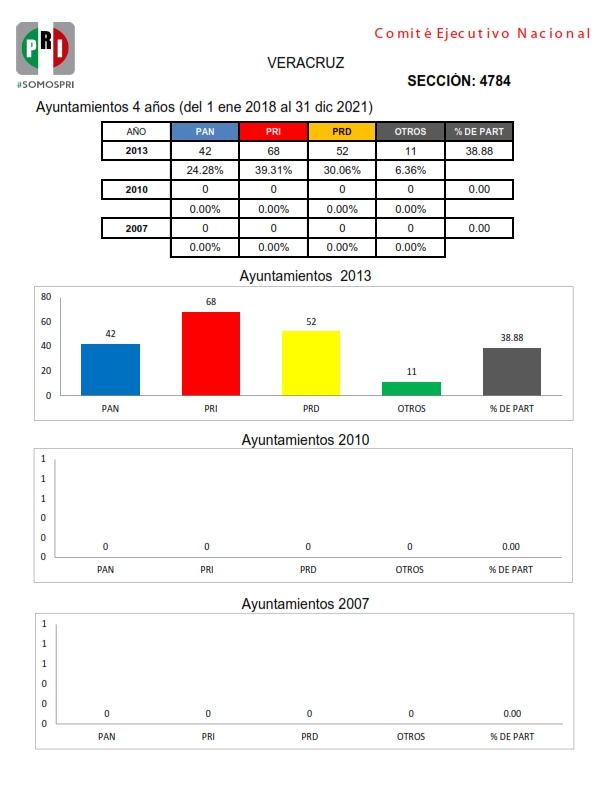 Comité Ejecutivo Nacional
PRI
#SOMOSPRI
VERACRUZ
SECCIÓN: 4784
Ayuntamientos 4 años (del 1 ene 2018 al 31 dic 2021)
AÑO PAN PRI PRD OTROS % DE PART
2013 42 68 52 11 38.88
24.28% 39.31% 30.06% 6.36%
2010 0 0 0 0 0.00
0.00% 0.00% 0.00% 0.00%
2007 0 0 0 0 0.00
0.00% 0.00% 0.00% 0.00%
Ayuntamientos 2013
80
60
40
20
0
42 68 52 11 38.88
PAN PRI PRD OTROS % DE PART
Ayuntamientos 2010
1
1
1
0
0
0
0 0 0 0 0.00
PAN PRI PRD OTROS % DE PART
Ayuntamientos 2007
1
1
1
0
0
0
0 0 0 0 0.00
PAN PRI PRD OTROS % DE PART